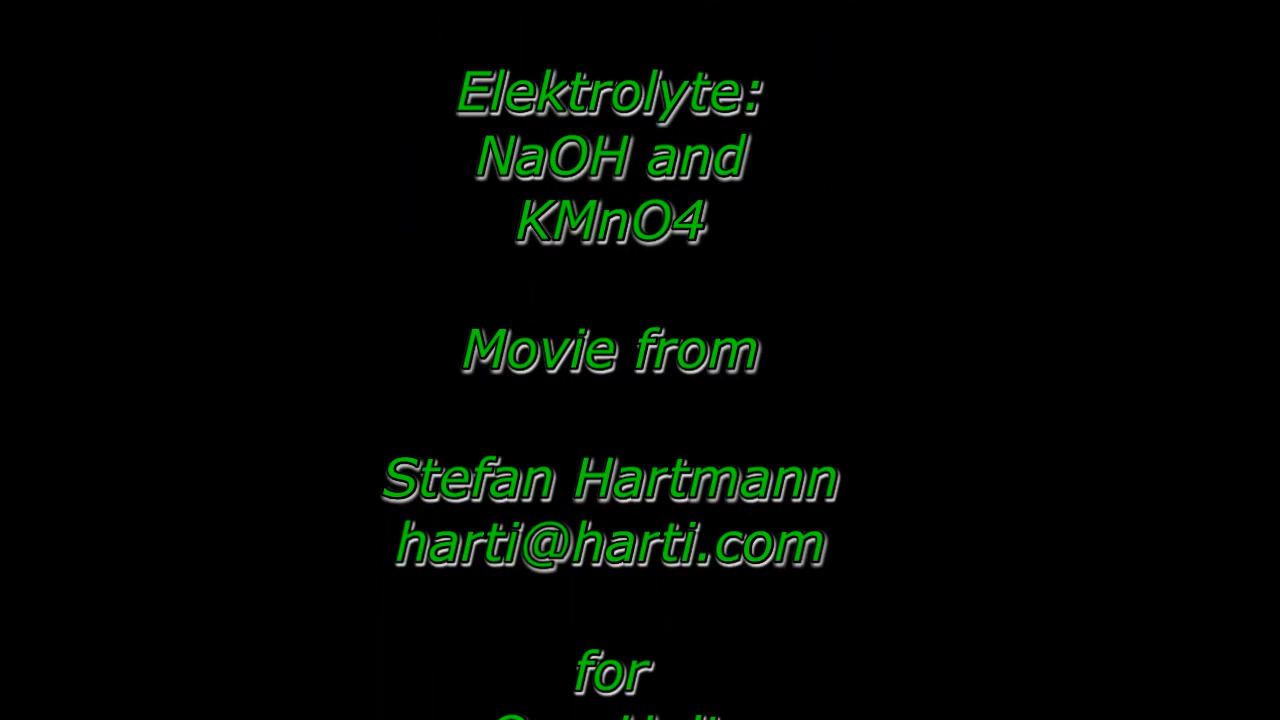 Elektrolyte:
NaOH and
KMnO4
Movie from
Stefan Hartmann
harti@harti.com
for